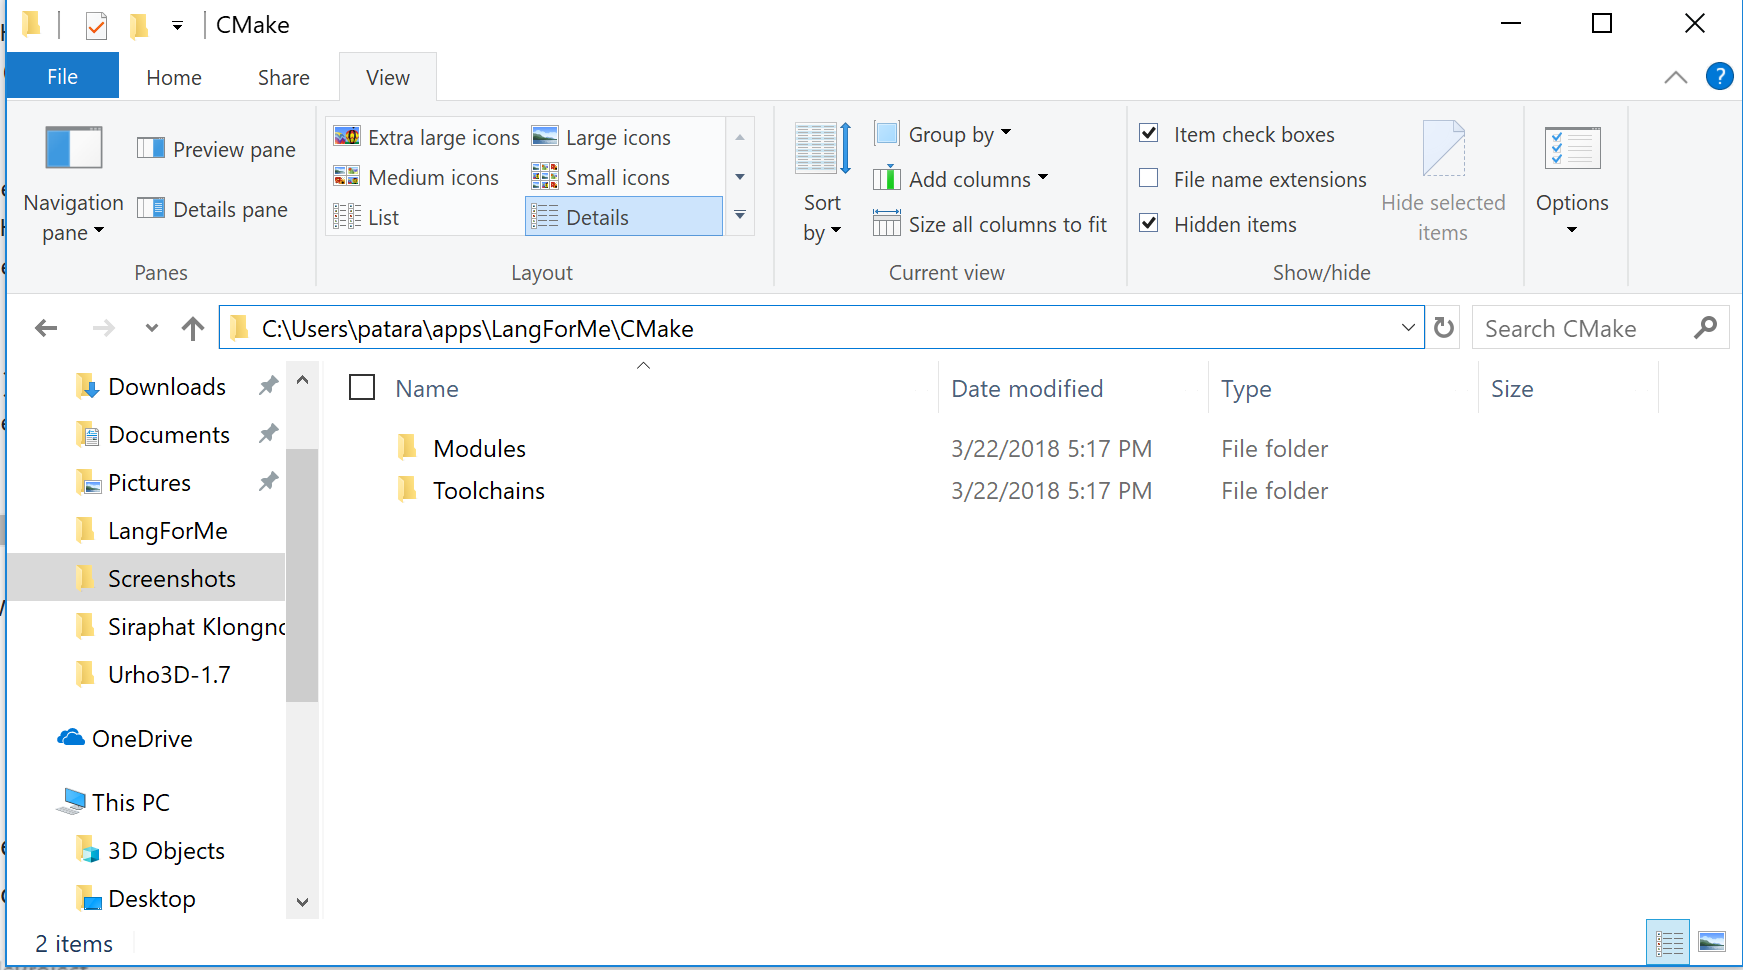 CMake
File Home Share View
Navigation pane
Preview pane
Details pane
Panes
Extra large icons Large icons
Medium icons Small icons
List Details
Layout
Sort by
Group by
Add columns
Size all columns to fit
Current view
Item check boxes
File name extensions
Hidden items
Hide selected items
Show/hide
Options
C:\Users\patara\apps\LangForMe\CMake
Search CMake
Downloads
Documents
Pictures
LangForMe
Screenshots
Siraphat Klongn
Urho3D-1.7
OneDrive
This PC
3D Objects
Desktop
Name Date modified Type Size
Modules 3/22/2018 5:17 PM File folder
Toolchains 3/22/2018 5:17 PM File folder
2 items